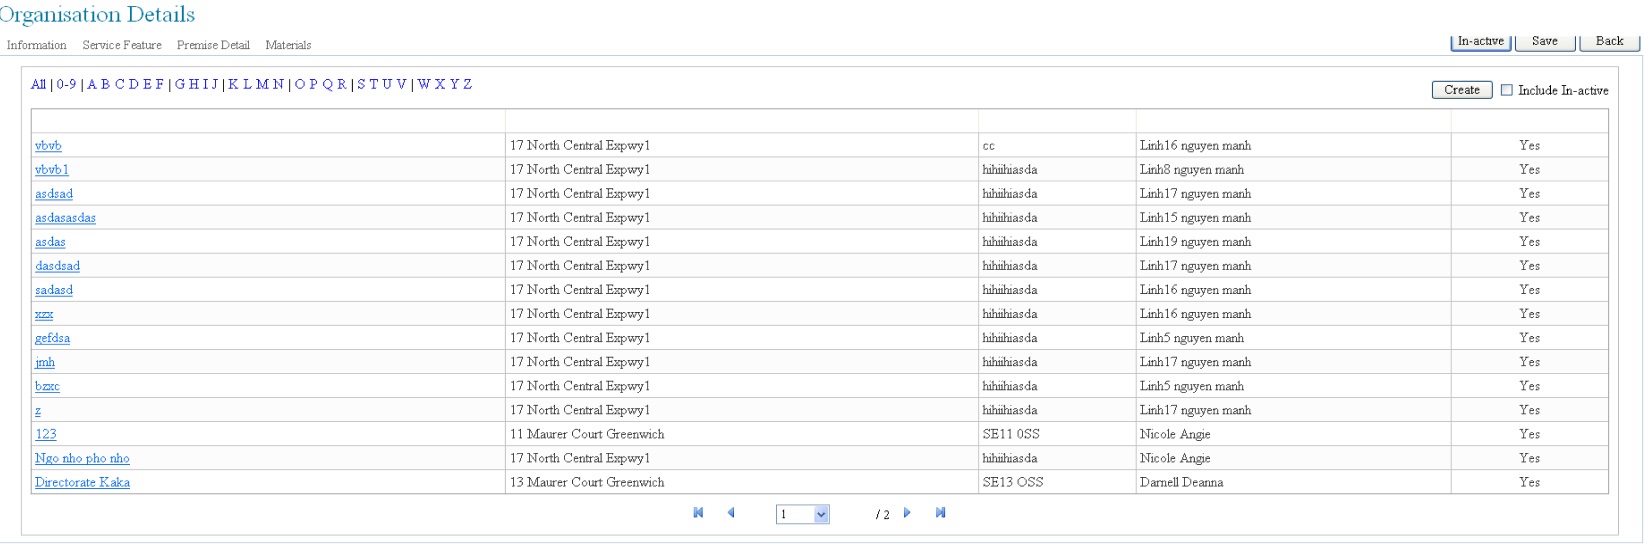 Organisation Details
Information Service Feature Premise Detail Materials In-active Save Back
All | 0-9 | A B C D E F | G H I J | K L M N | O P Q R | S T U V | W X Y Z
Create Include In-active
vbvb 17 North Central Expwy1 cc Linh16 nguyen manh Yes
vbvb1 17 North Central Expwy1 hihiihiasda Linh8 nguyen manh Yes
asdsad 17 North Central Expwy1 hihiihiasda Linh17 nguyen manh Yes
asdasasdas 17 North Central Expwy1 hihiihiasda Linh15 nguyen manh Yes
asdas 17 North Central Expwy1 hihiihiasda Linh19 nguyen manh Yes
dasdsad 17 North Central Expwy1 hihiihiasda Linh17 nguyen manh Yes
sadasd 17 North Central Expwy1 hihiihiasda Linh16 nguyen manh Yes
xzx 17 North Central Expwy1 hihiihiasda Linh16 nguyen manh Yes
gefdsa 17 North Central Expwy1 hihiihiasda Linh5 nguyen manh Yes
jmh 17 North Central Expwy1 hihiihiasda Linh17 nguyen manh Yes
bzxc 17 North Central Expwy1 hihiihiasda Linh5 nguyen manh Yes
z 17 North Central Expwy1 hihiihiasda Linh17 nguyen manh Yes
123 11 Maurer Court Greenwich SE11 0SS Nicole Angie Yes
Ngo nho pho nho 17 North Central Expwy1 hihiihiasda Nicole Angie Yes
Directorate Kaka 13 Maurer Court Greenwich SE13 OSS Darnell Deanna Yes
1 / 2